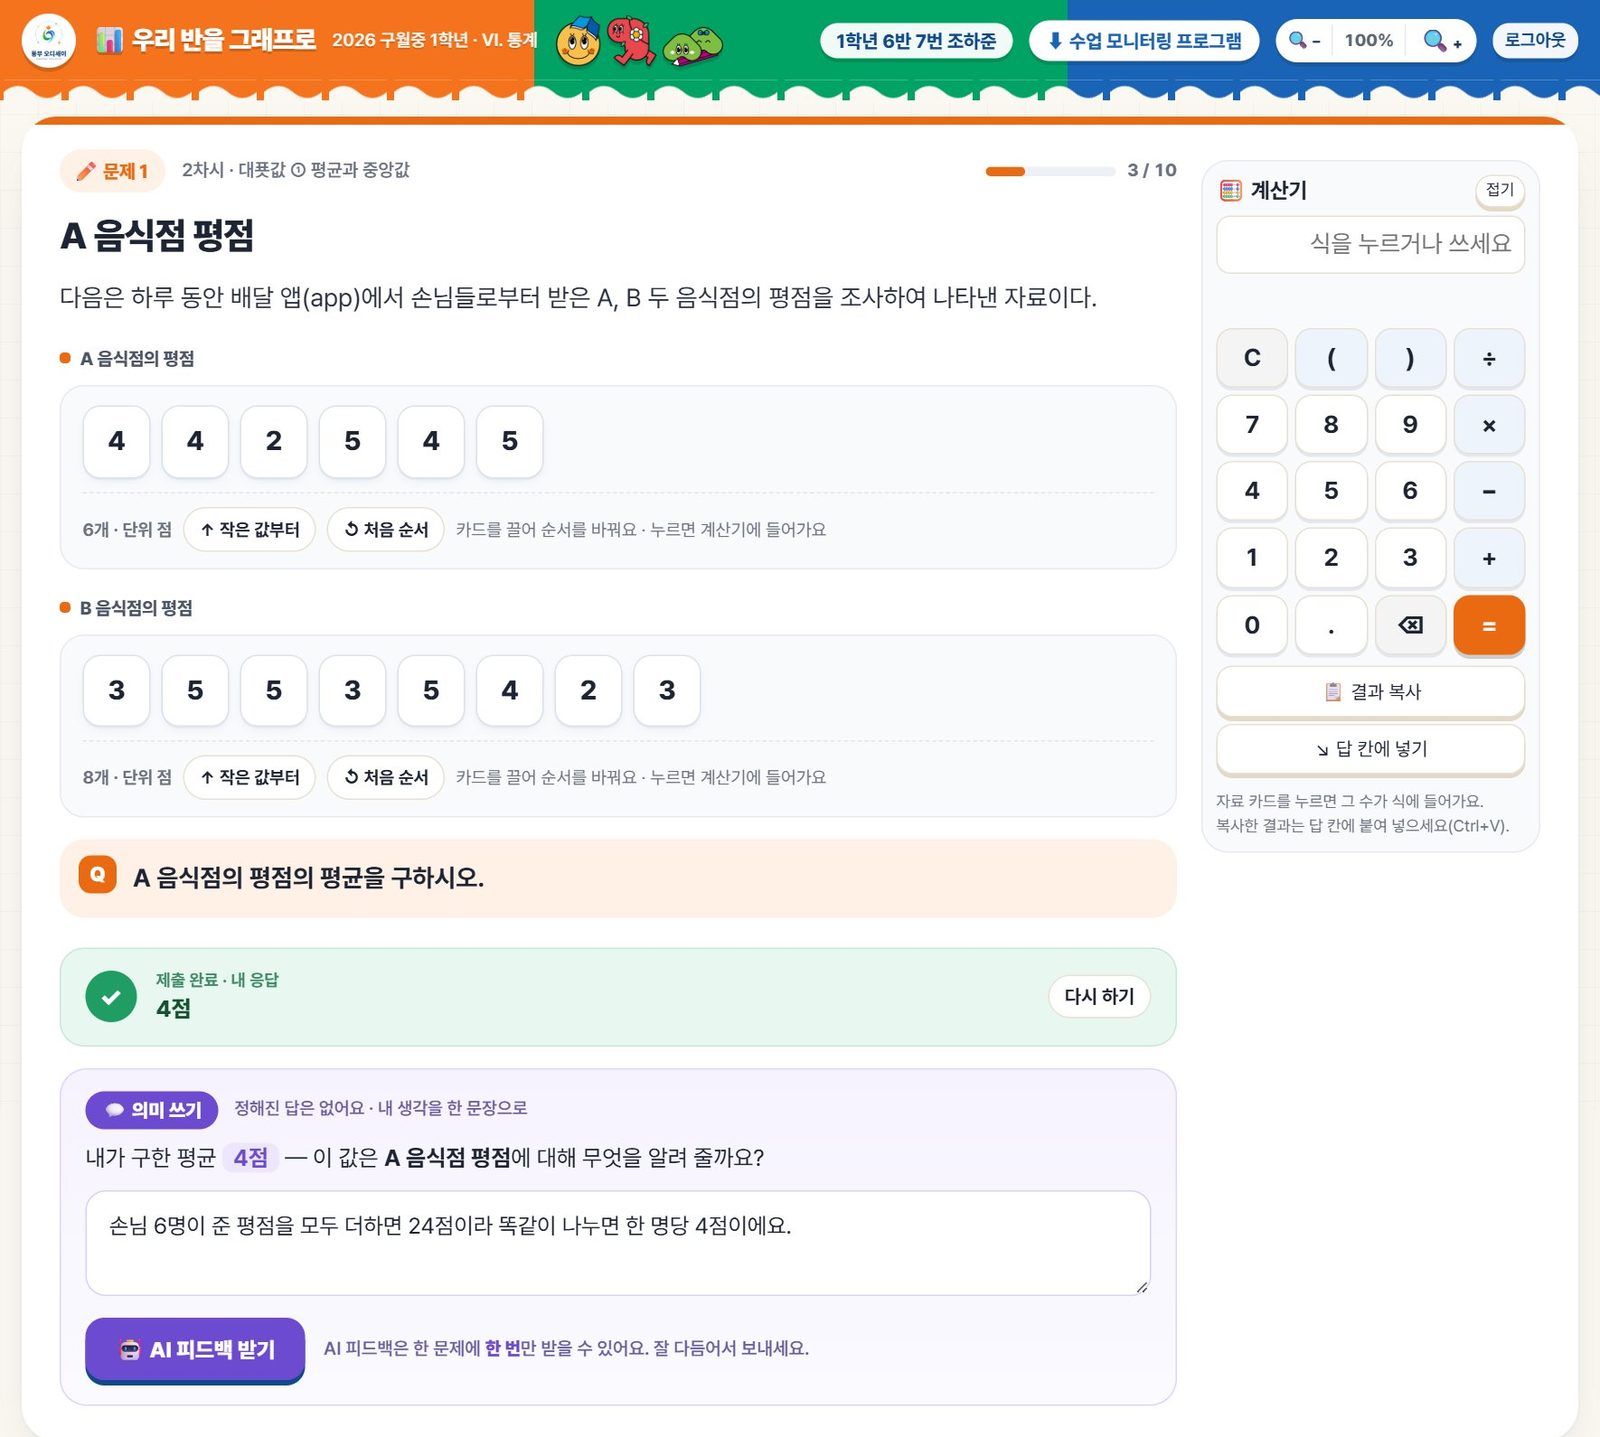 동부 오디세이
우리 반을 그래프로
2026 구월중 1학년 · VI. 통계
1학년 6반 7번 조하준
⬇ 수업 모니터링 프로그램
🔍 - 100% 🔍 +
로그아웃
문제 1
2차시 · 대푯값 ① 평균과 중앙값
3 / 10
A 음식점 평점
다음은 하루 동안 배달 앱(app)에서 손님들로부터 받은 A, B 두 음식점의 평점을 조사하여 나타낸 자료이다.
A 음식점의 평점
4 4 2 5 4 5
6개 · 단위 점 ↑ 작은 값부터 ↺ 처음 순서 카드를 끌어 순서를 바꿔요 · 누르면 계산기에 들어가요
B 음식점의 평점
3 5 5 3 5 4 2 3
8개 · 단위 점 ↑ 작은 값부터 ↺ 처음 순서 카드를 끌어 순서를 바꿔요 · 누르면 계산기에 들어가요
Q A 음식점의 평점의 평균을 구하시오.
제출 완료 · 내 응답
4점
다시 하기
의미 쓰기 정해진 답은 없어요 · 내 생각을 한 문장으로
내가 구한 평균 4점 — 이 값은 A 음식점 평점에 대해 무엇을 알려 줄까요?
손님 6명이 준 평점을 모두 더하면 24점이라 똑같이 나누면 한 명당 4점이에요.
AI 피드백 받기
AI 피드백은 한 문제에 한 번만 받을 수 있어요. 잘 다듬어서 보내세요.
계산기
접기
식을 누르거나 쓰세요
C ( ) ÷
7 8 9 ×
4 5 6 −
1 2 3 +
0 . ⌫ =
결과 복사
↘ 답 칸에 넣기
자료 카드를 누르면 그 수가 식에 들어가요.
복사한 결과는 답 칸에 붙여 넣으세요(Ctrl+V).